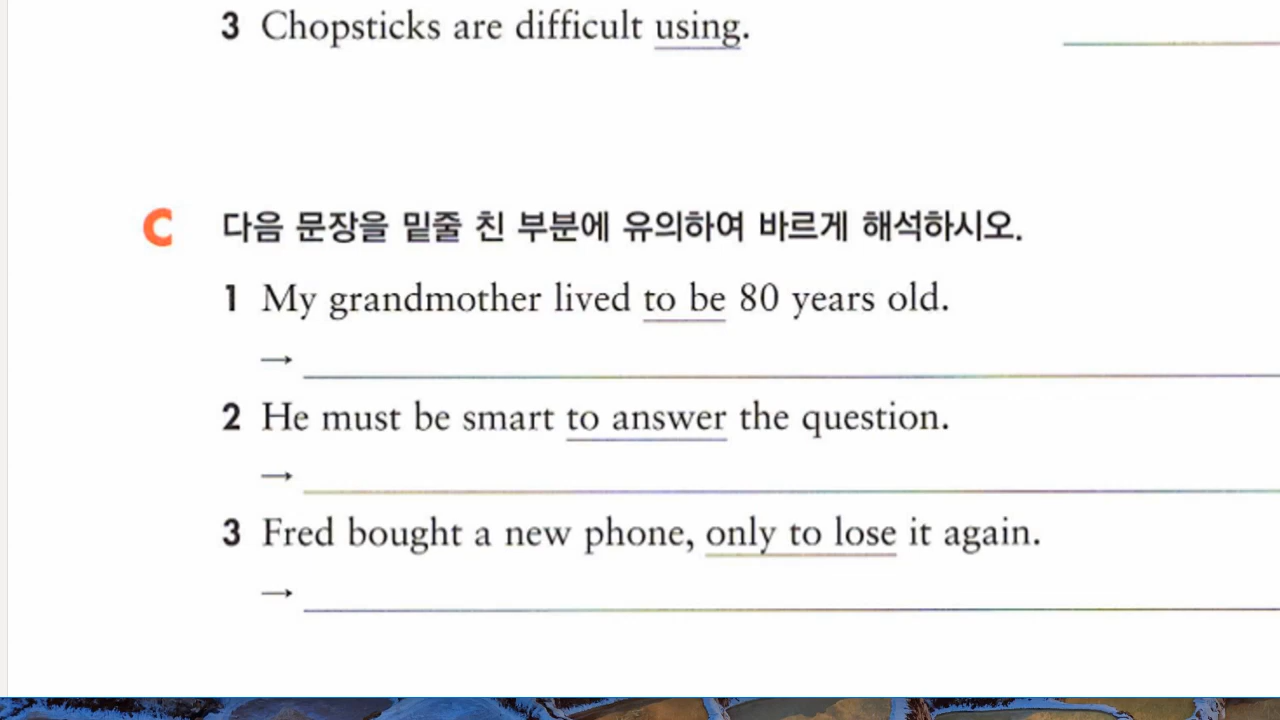 3 Chopsticks are difficult using.
C 다음 문장을 밑줄 친 부분에 유의하여 바르게 해석하시오.
1 My grandmother lived to be 80 years old.
→
2 He must be smart to answer the question.
→
3 Fred bought a new phone, only to lose it again.
→